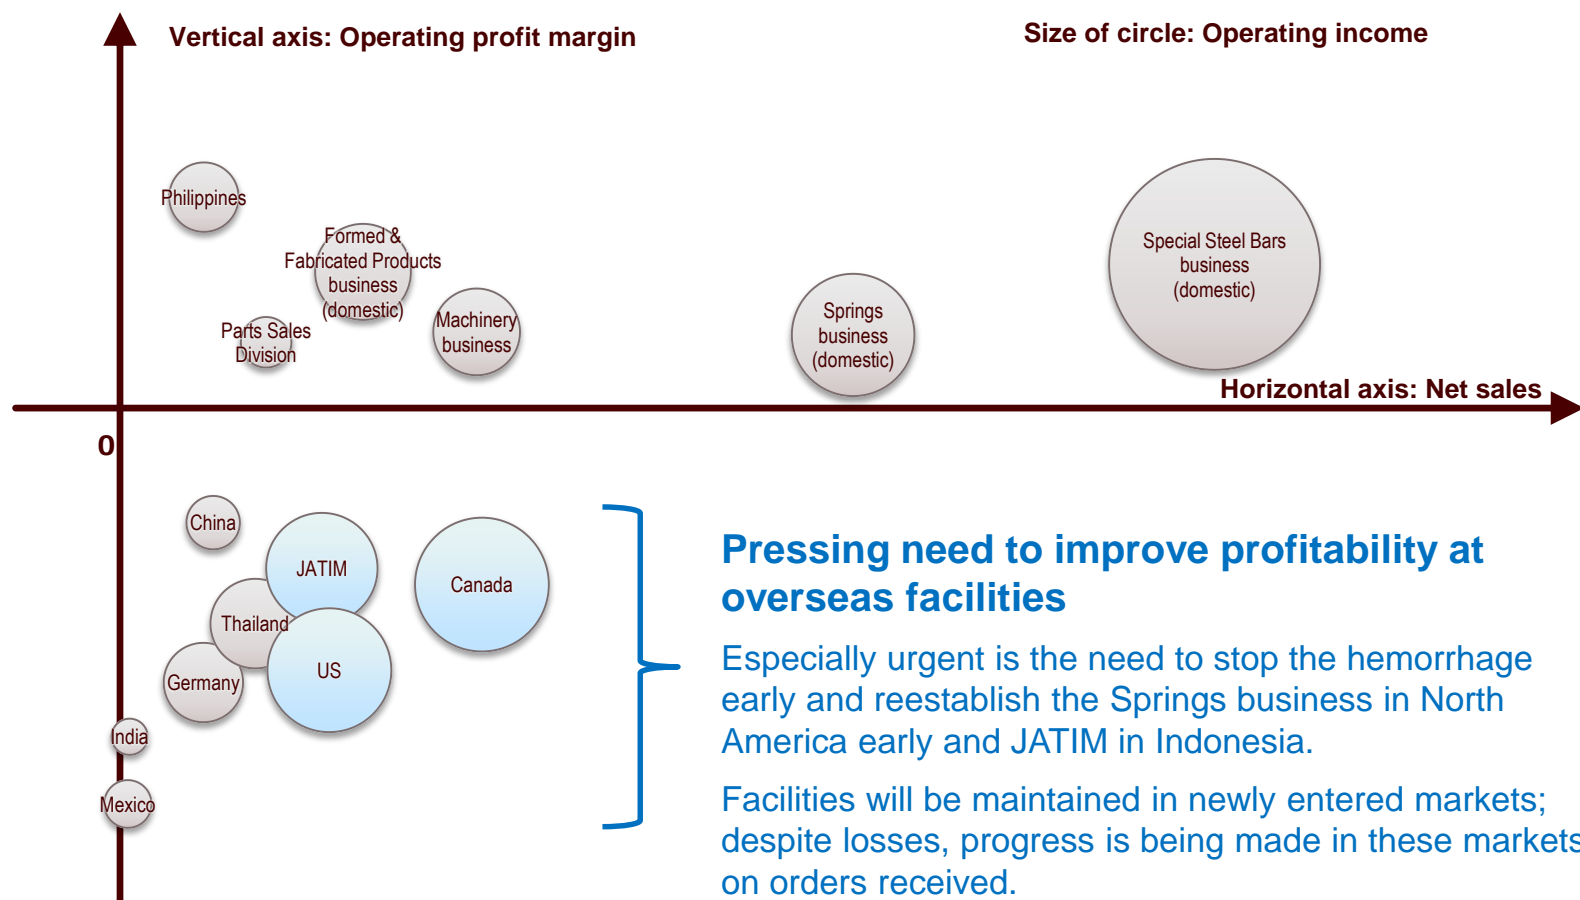 Vertical axis: Operating profit margin
Size of circle: Operating income
Philippines
Formed &
Fabricated Products
business
(domestic)
Parts Sales
Division
Machinery
business
Springs
business
(domestic)
Special Steel Bars
business
(domestic)
Horizontal axis: Net sales
0
China
JATIM
Canada
Thailand
US
Germany
India
Mexico
Pressing need to improve profitability at
overseas facilities
Especially urgent is the need to stop the hemorrhage
early and reestablish the Springs business in North
America early and JATIM in Indonesia.
Facilities will be maintained in newly entered markets;
despite losses, progress is being made in these markets
on orders received.